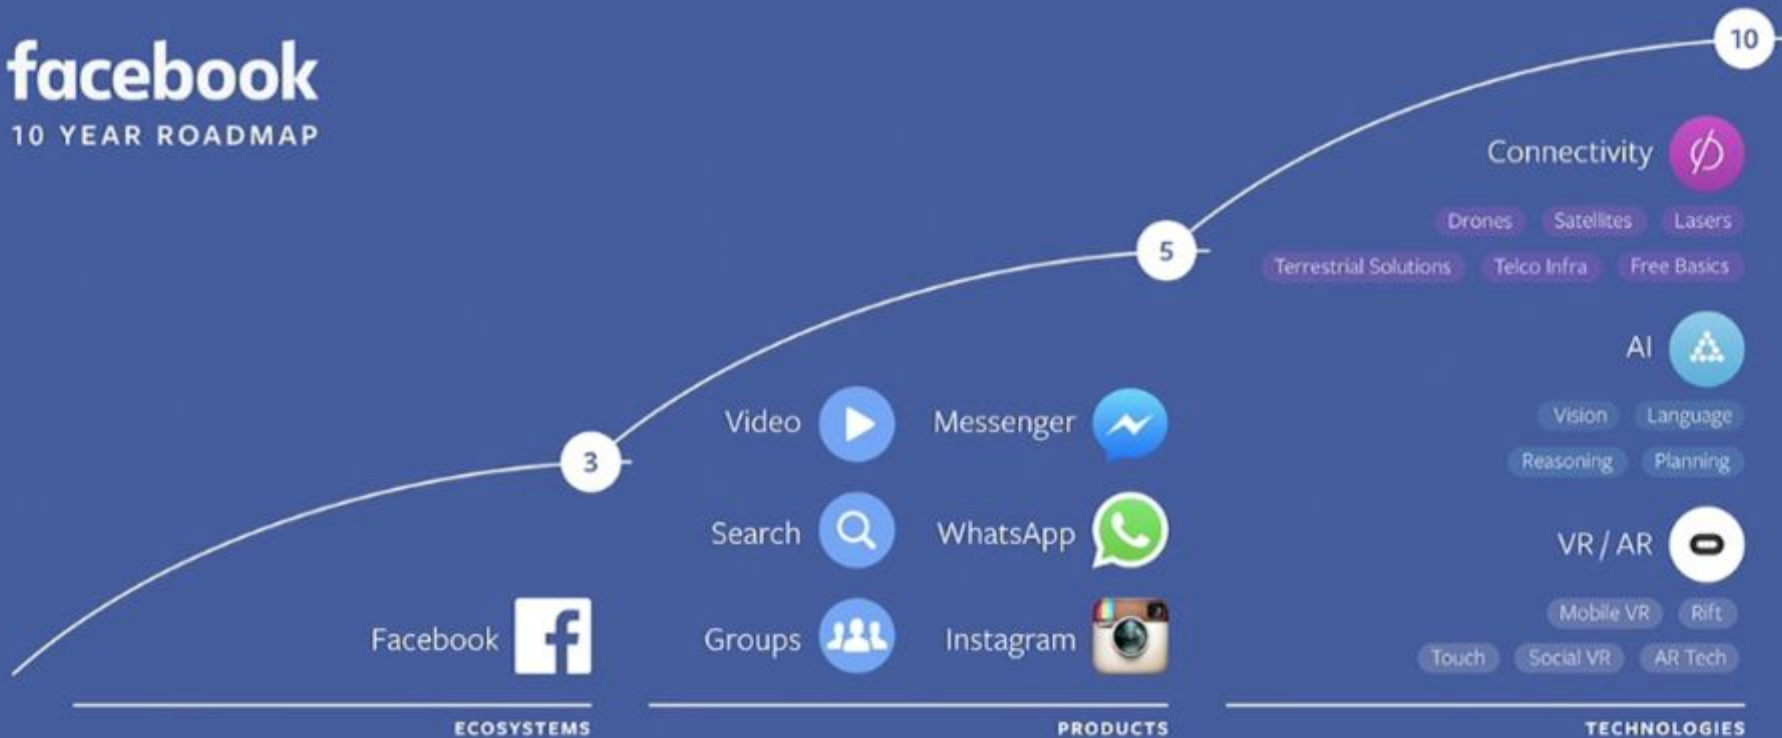 facebook
10 YEAR ROADMAP
3
5
10
Facebook
ECOSYSTEMS
Video
Messenger
Search
WhatsApp
Groups
Instagram
PRODUCTS
Connectivity
Drones Satellites Lasers
Terrestrial Solutions Telco Infra Free Basics
AI
Vision Language
Reasoning Planning
VR / AR
Mobile VR Rift
Touch Social VR AR Tech
TECHNOLOGIES